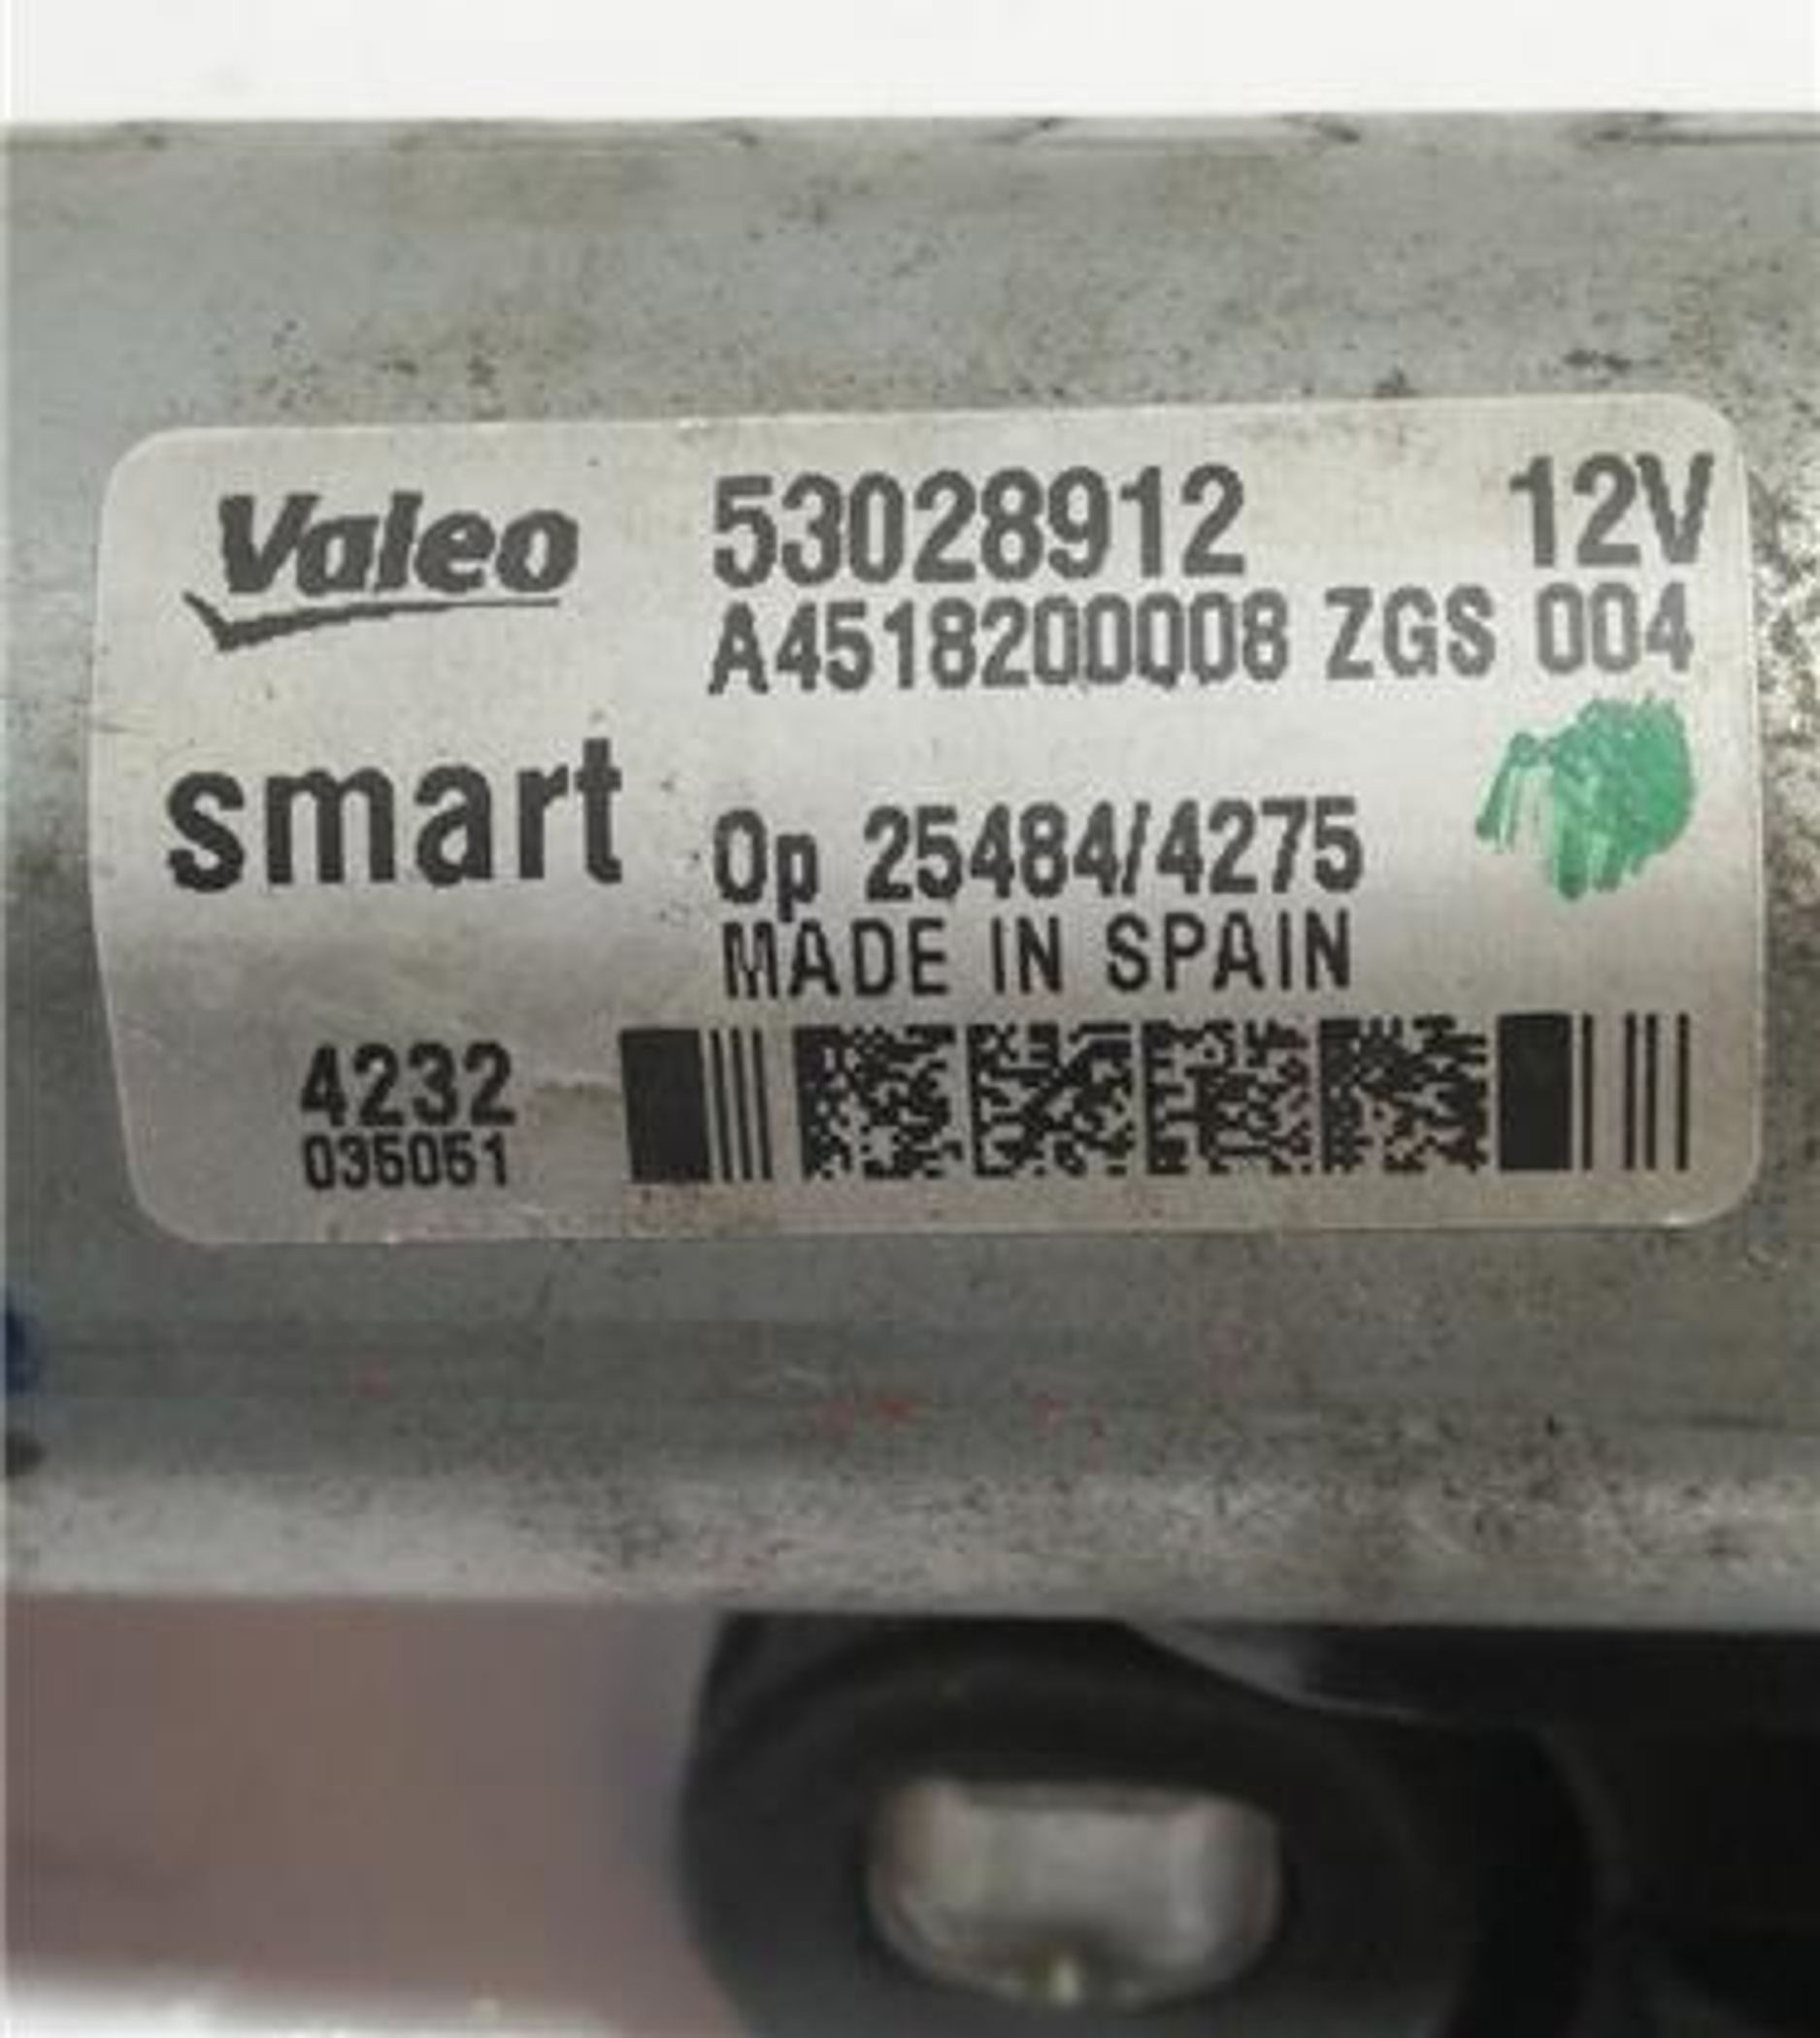 Valeo
53028912 12V
A4518200008 ZGS 004
smart
Op 25484/4275
MADE IN SPAIN
4232
035051